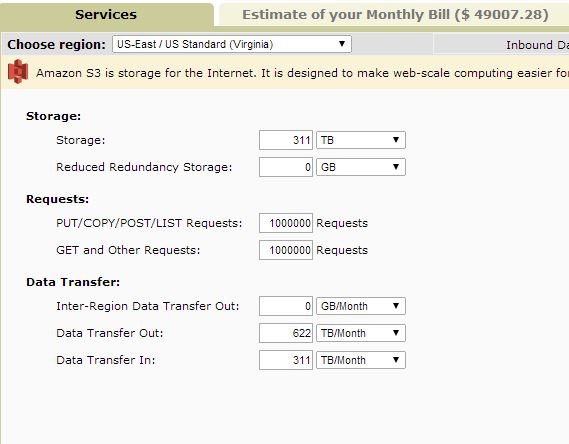 Services
Estimate of your Monthly Bill ($ 49007.28)
Choose region: US-East / US Standard (Virginia)
Inbound Da
Amazon S3 is storage for the Internet. It is designed to make web-scale computing easier fo
Storage:
Storage: 311 TB
Reduced Redundancy Storage: 0 GB
Requests:
PUT/COPY/POST/LIST Requests: 1000000 Requests
GET and Other Requests: 1000000 Requests
Data Transfer:
Inter-Region Data Transfer Out: 0 GB/Month
Data Transfer Out: 622 TB/Month
Data Transfer In: 311 TB/Month